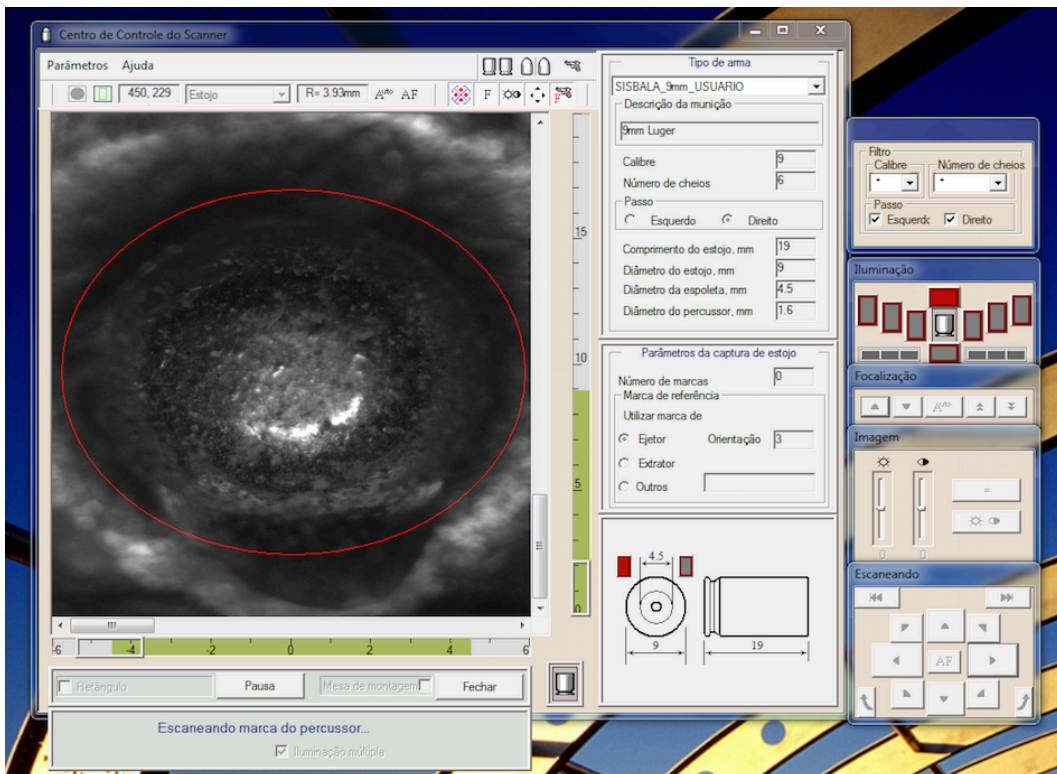 Centro de Controle do Scanner
Parâmetros Ajuda
450, 229 Estojo R= 3.93mm Auto AF F F
15
10
5
0
-6 -4 -2 0 2 4 6
Retângulo Pausa Mesa de montagem Fechar
Escaneando marca do percussor...
Iluminação múltipla
Tipo de arma
SISBALA_9mm_USUARIO
Descrição da munição
9mm Luger
Calibre 9
Número de cheios 6
Passo
Esquerdo Direito
Comprimento do estojo, mm 19
Diâmetro do estojo, mm 9
Diâmetro da espoleta, mm 4.5
Diâmetro do percussor, mm 1.6
Parâmetros da captura de estojo
Número de marcas 0
Marca de referência
Utilizar marca de
Ejetor Orientação 3
Extrator
Outros
4.5
9 19
Filtro
Calibre Número de cheios
* *
Passo
Esquerdc Direito
Iluminação
Focalização
Auto
Imagem
=
0 0
Escaneando
AF